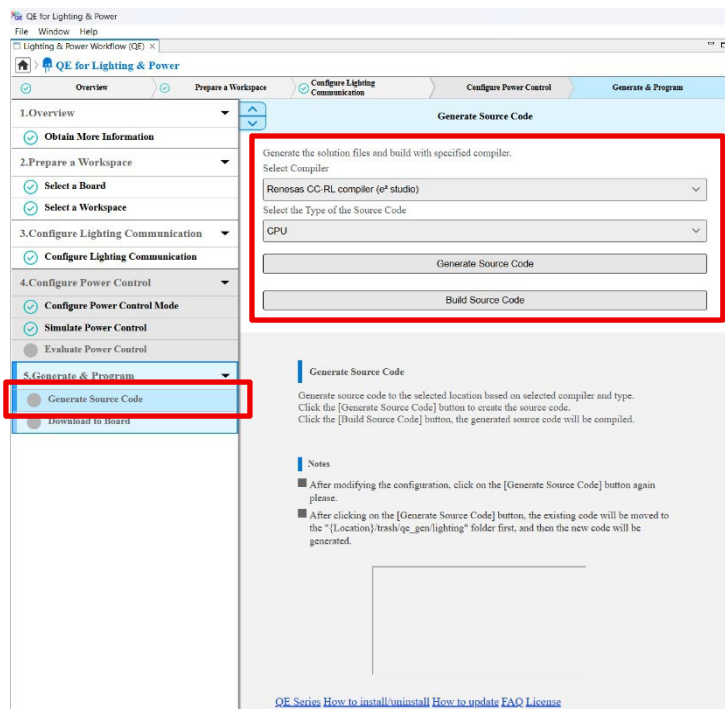 QE for Lighting & Power
File Window Help
Lighting & Power Workflow (QE)
QE for Lighting & Power
Overview
Prepare a Workspace
Configure Lighting
Communication
Configure Power Control
Generate & Program
1.Overview
Obtain More Information
2.Prepare a Workspace
Select a Board
Select a Workspace
3.Configure Lighting Communication
Configure Lighting Communication
4.Configure Power Control
Configure Power Control Mode
Simulate Power Control
Evaluate Power Control
5.Generate & Program
Generate Source Code
Download to Board
Generate Source Code
Generate the solution files and build with specified compiler.
Select Compiler
Renesas CC-RL compiler (e² studio)
Select the Type of the Source Code
CPU
Generate Source Code
Build Source Code
Generate Source Code
Generate source code to the selected location based on selected compiler and type.
Click the [Generate Source Code] button to create the source code.
Click the [Build Source Code] button, the generated source code will be compiled.
Notes
After modifying the configuration, click on the [Generate Source Code] button again
please.
After clicking on the [Generate Source Code] button, the existing code will be moved to
the "{Location}/trash/qe_gen/lighting" folder first, and then the new code will be
generated.
QE Series How to install/uninstall How to update FAQ License